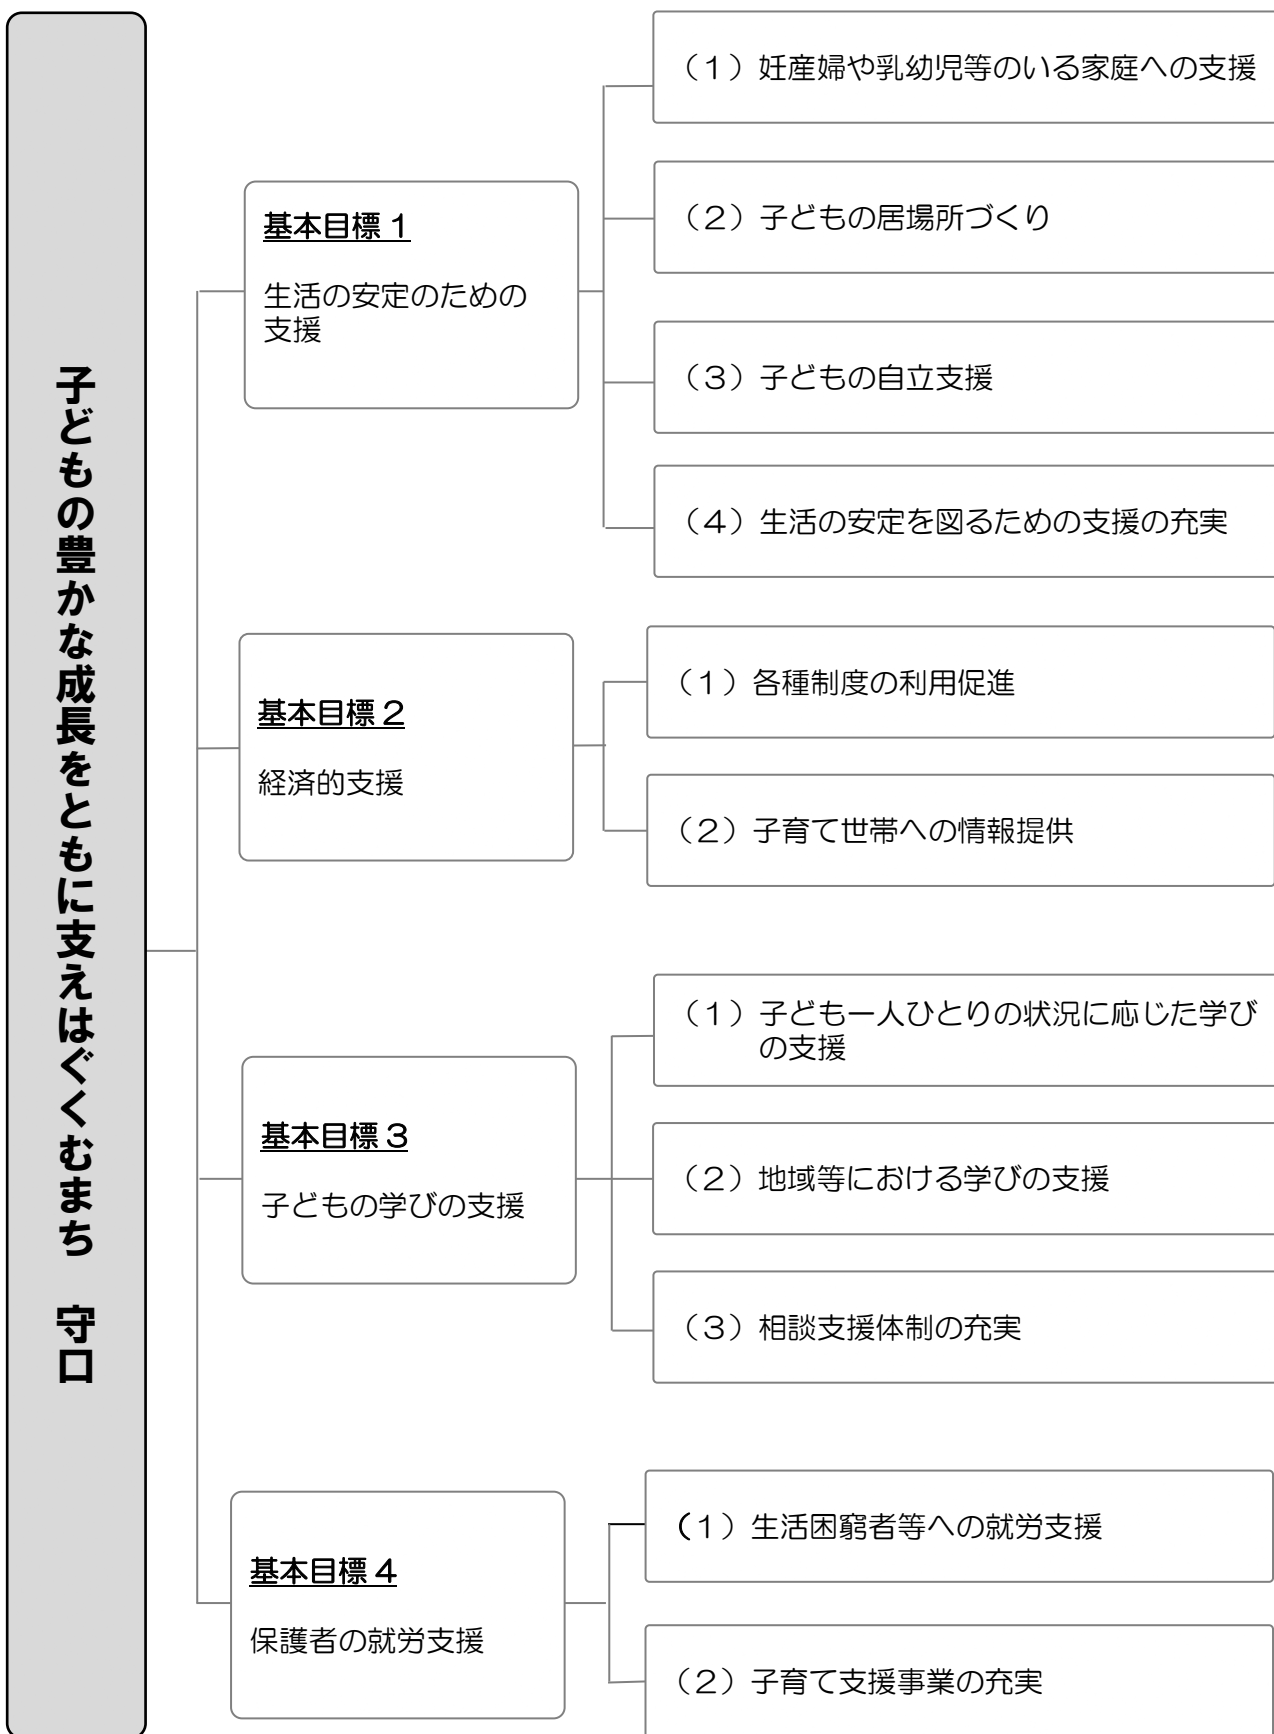 子どもの豊かな成長をともに支えはぐくむまち　守口
基本目標１
生活の安定のための
支援
（１）妊産婦や乳幼児等のいる家庭への支援
（２）子どもの居場所づくり
（３）子どもの自立支援
（４）生活の安定を図るための支援の充実
基本目標２
経済的支援
（１）各種制度の利用促進
（２）子育て世帯への情報提供
基本目標３
子どもの学びの支援
（１）子ども一人ひとりの状況に応じた学び
の支援
（２）地域等における学びの支援
（３）相談支援体制の充実
基本目標４
保護者の就労支援
（１）生活困窮者等への就労支援
（２）子育て支援事業の充実